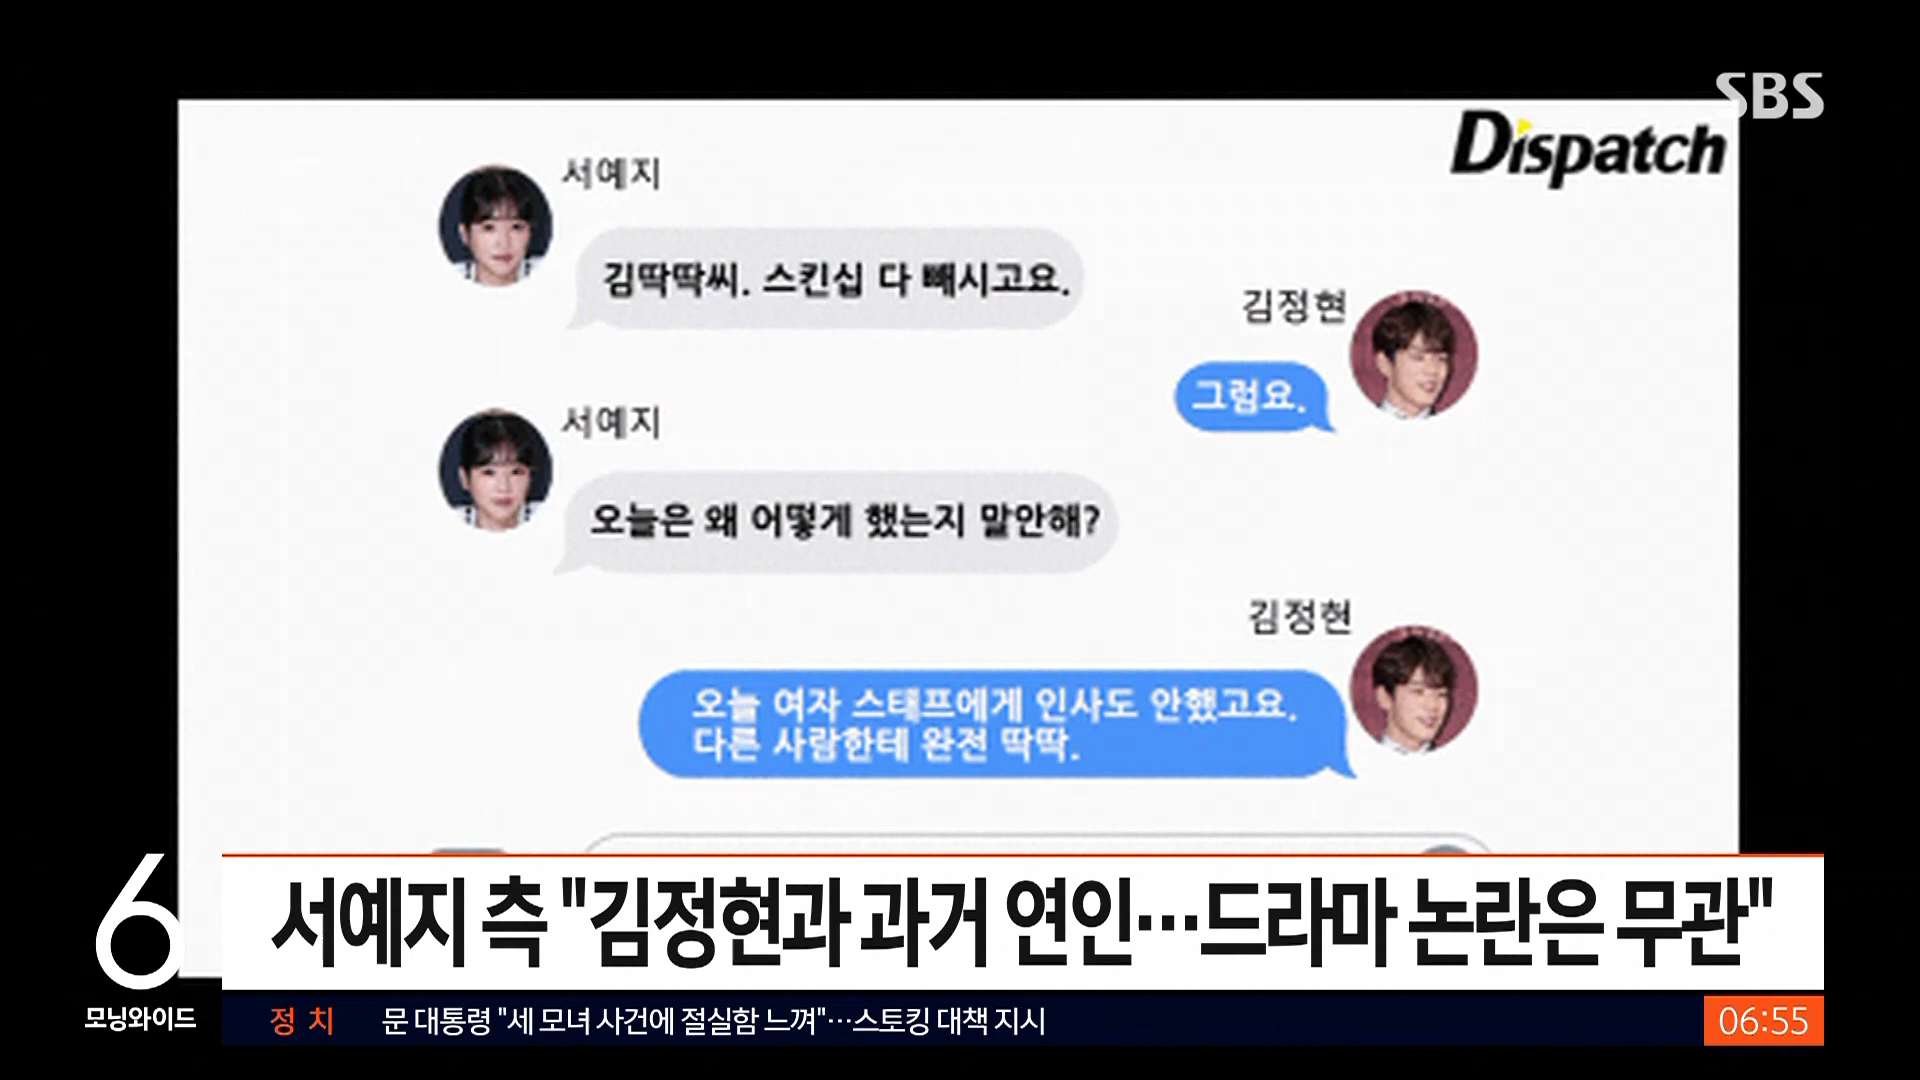 SBS
Dispatch
서예지
김딱딱씨. 스킨십 다 빼시고요.
김정현
그럼요.
서예지
오늘은 왜 어떻게 했는지 말안해?
김정현
오늘 여자 스태프에게 인사도 안했고요.
다른 사람한테 완전 딱딱.
6
모닝와이드
서예지 측 "김정현과 과거 연인…드라마 논란은 무관"
정 치 문 대통령 "세 모녀 사건에 절실함 느껴"…스토킹 대책 지시
06:55